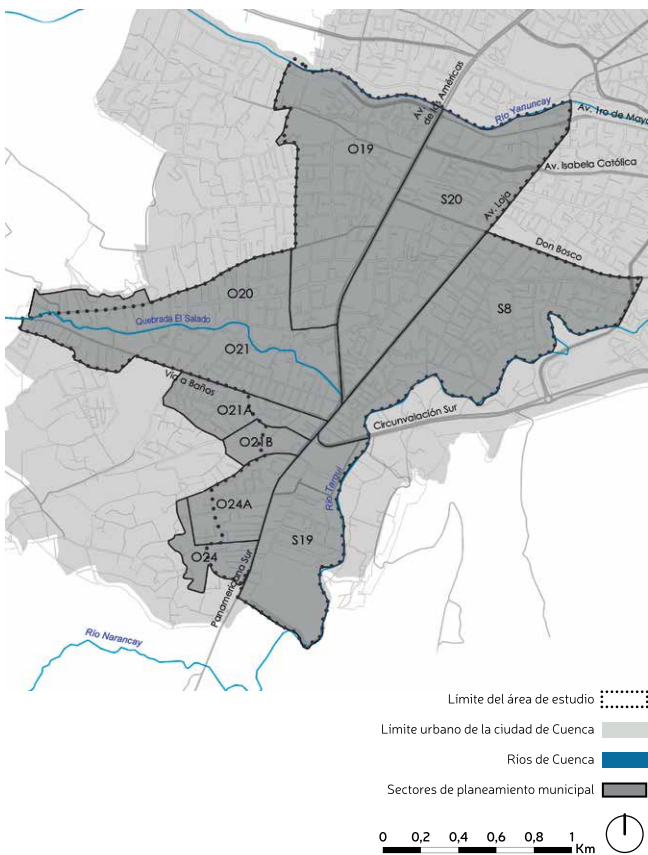 Av.
de las Américas
Río Yanuncay
Av. 1ro de Mayo
O19
Av. Isabela Católica
S20
Av. Loja
Don Bosco
O20
S8
Quebrada El Salado
O21
Vía a Baños
O21A
Circunvalación Sur
O21B
Río Tarqui
O24A
S19
O24
Panamericana Sur
Río Narancay
Límite del área de estudio
Límite urbano de la ciudad de Cuenca
Ríos de Cuenca
Sectores de planeamiento municipal
0 0,2 0,4 0,6 0,8 1
Km